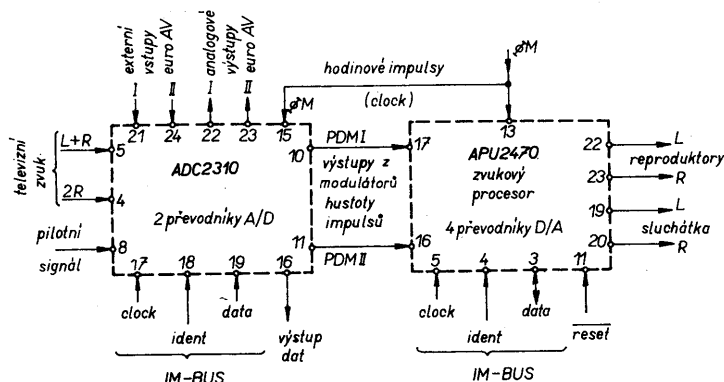 externí
vstupy
euro AV
I II
analogové
výstupy
euro AV
I II
øM
hodinové impulsy
(clock)
øM
21 24 22 23 15
13
televizní
zvuk
L+R
5
2R
4
pilotní
signál
8
ADC2310
2 převodníky A/D
10
11
PDM I
výstupy z
modulátorů
hustoty
impulsů
PDM II
17
16
APU2470
zvukový
procesor
4 převodníky D/A
22
L
reproduktory
23
R
19
L
sluchátka
20
R
17 18 19 16
clock
ident
data
výstup
dat
IM-BUS
5 4 3 11
clock
ident
data
reset
IM-BUS